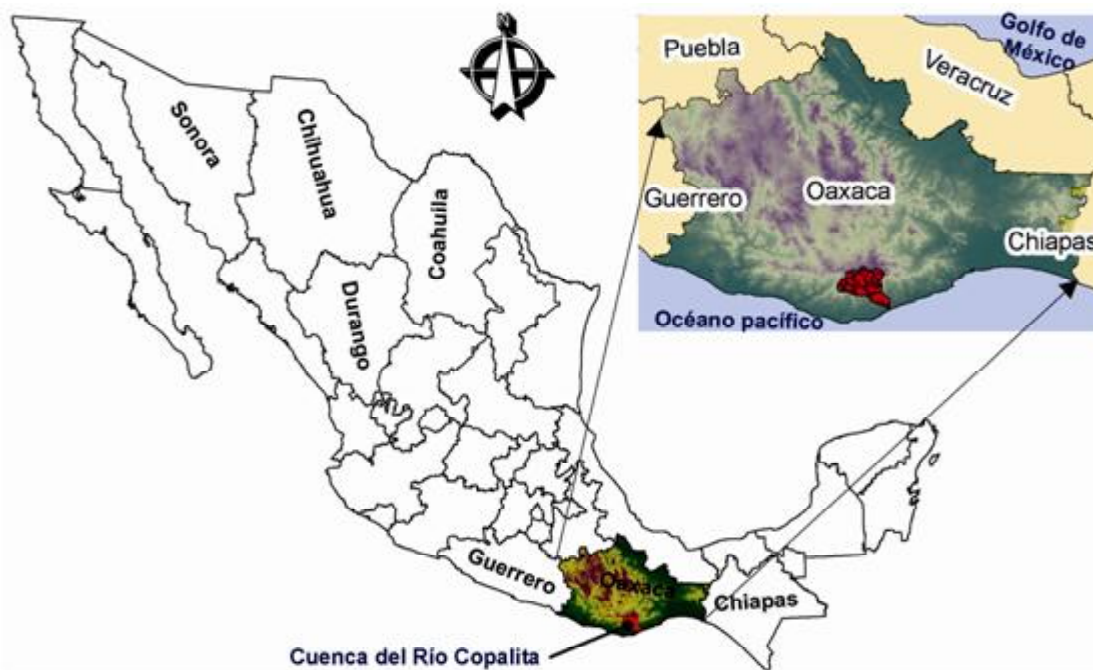 N
Sonora
Chihuahua
Coahuila
Durango
Guerrero
Oaxaca
Chiapas
Cuenca del Río Copalita
Golfo de
México
Puebla
Veracruz
Guerrero
Oaxaca
Chiapas
Océano pacífico